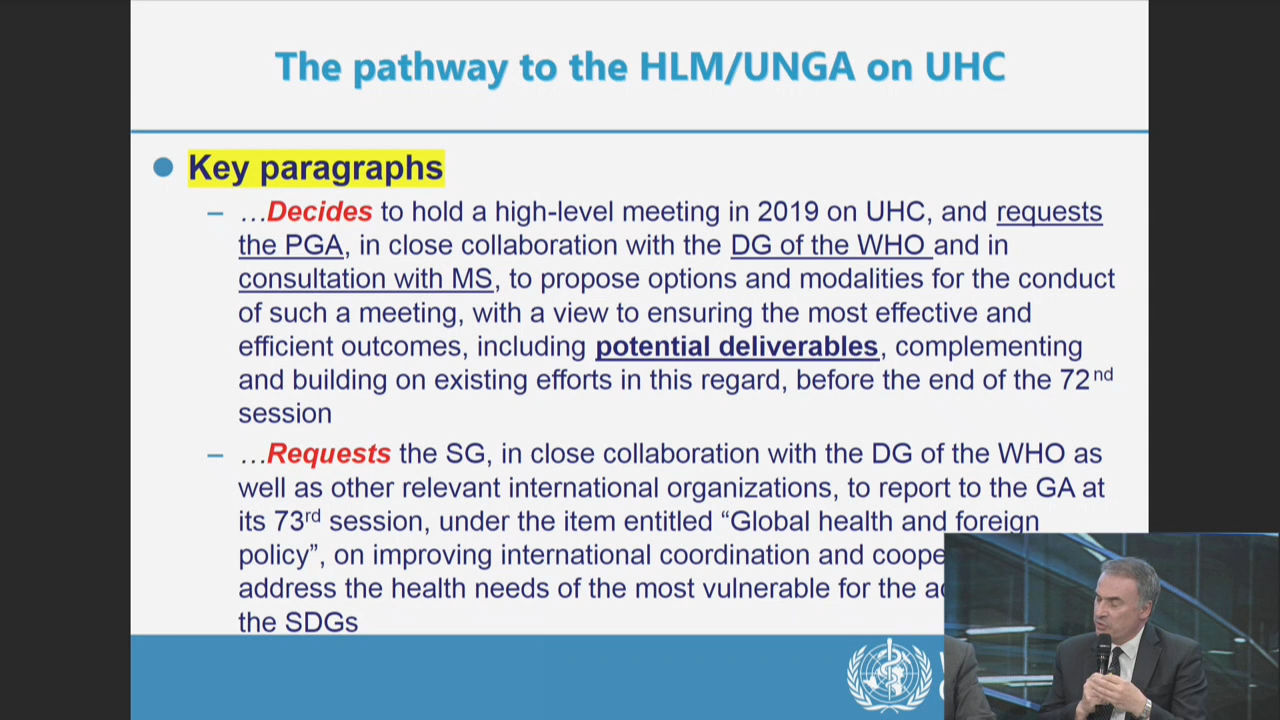 The pathway to the HLM/UNGA on UHC
Key paragraphs
– …Decides to hold a high-level meeting in 2019 on UHC, and requests
the PGA, in close collaboration with the DG of the WHO and in
consultation with MS, to propose options and modalities for the conduct
of such a meeting, with a view to ensuring the most effective and
efficient outcomes, including potential deliverables, complementing
and building on existing efforts in this regard, before the end of the 72nd
session
– …Requests the SG, in close collaboration with the DG of the WHO as
well as other relevant international organizations, to report to the GA at
its 73rd session, under the item entitled “Global health and foreign
policy”, on improving international coordination and
address the health needs of the most vulnerable for the
the SDGs